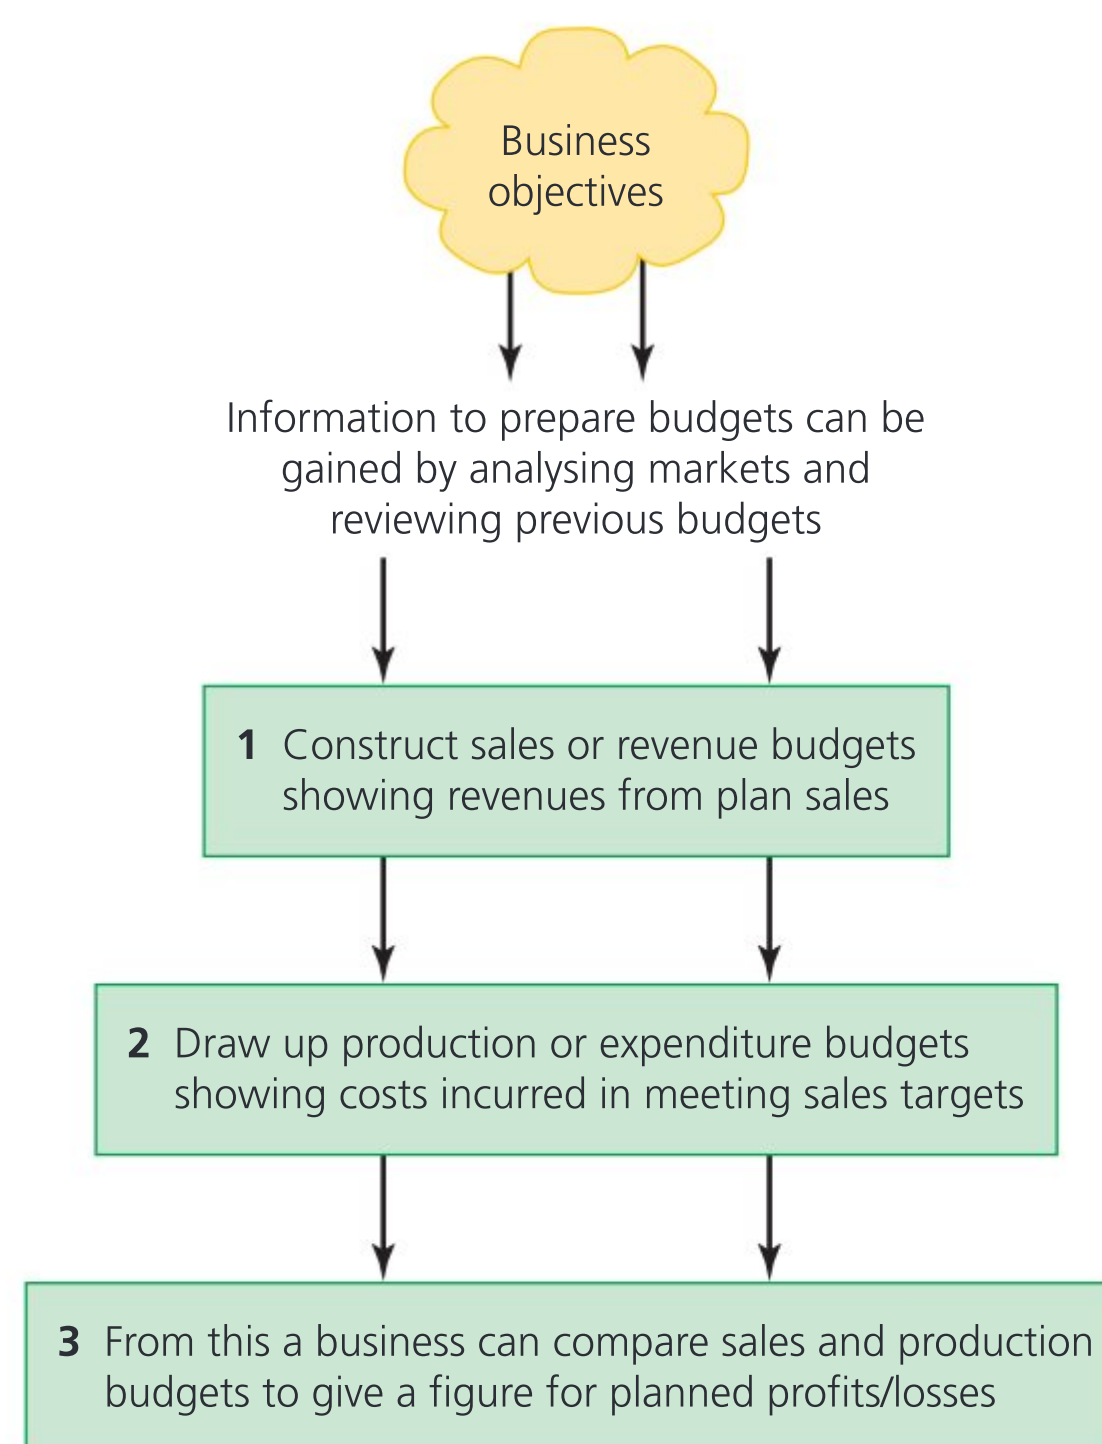 Business
objectives
Information to prepare budgets can be
gained by analysing markets and
reviewing previous budgets
1 Construct sales or revenue budgets
showing revenues from plan sales
2 Draw up production or expenditure budgets
showing costs incurred in meeting sales targets
3 From this a business can compare sales and production
budgets to give a figure for planned profits/losses